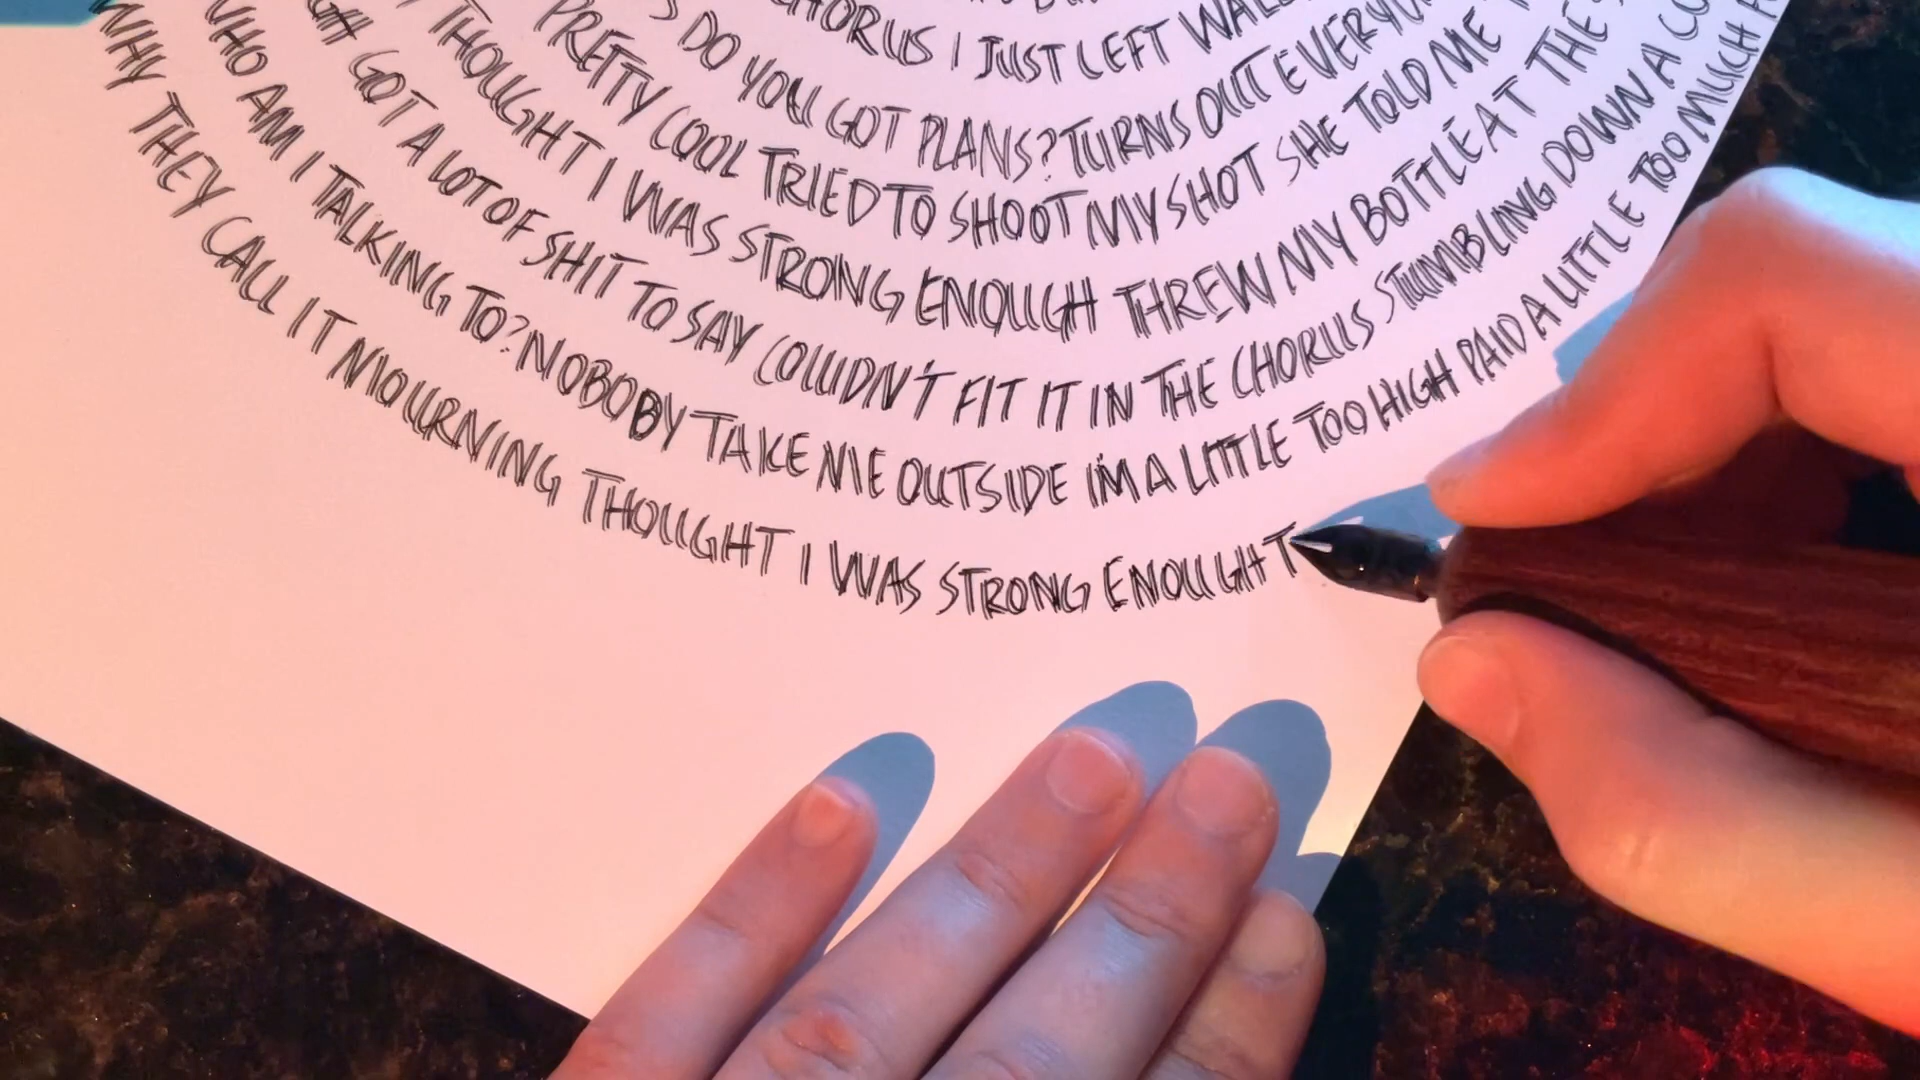 CHORUS I JUST LEFT
DO YOU GOT PLANS? TURNS OUT
PRETTY COOL TRIED TO SHOOT MY SHOT SHE TOLD ME
THOUGHT I WAS STRONG ENOUGH THREW MY BOTTLE AT THE
GOT A LOT OF SHIT TO SAY COULDN'T FIT IT IN THE CHORUS STUMBLING DOWN A
WHO AM I TALKING TO? NOBODY TAKE ME OUTSIDE I'M A LITTLE TOO HIGH PAID A LITTLE TOO MUCH
WHY THEY CALL IT MOURNING THOUGHT I WAS STRONG ENOUGH T